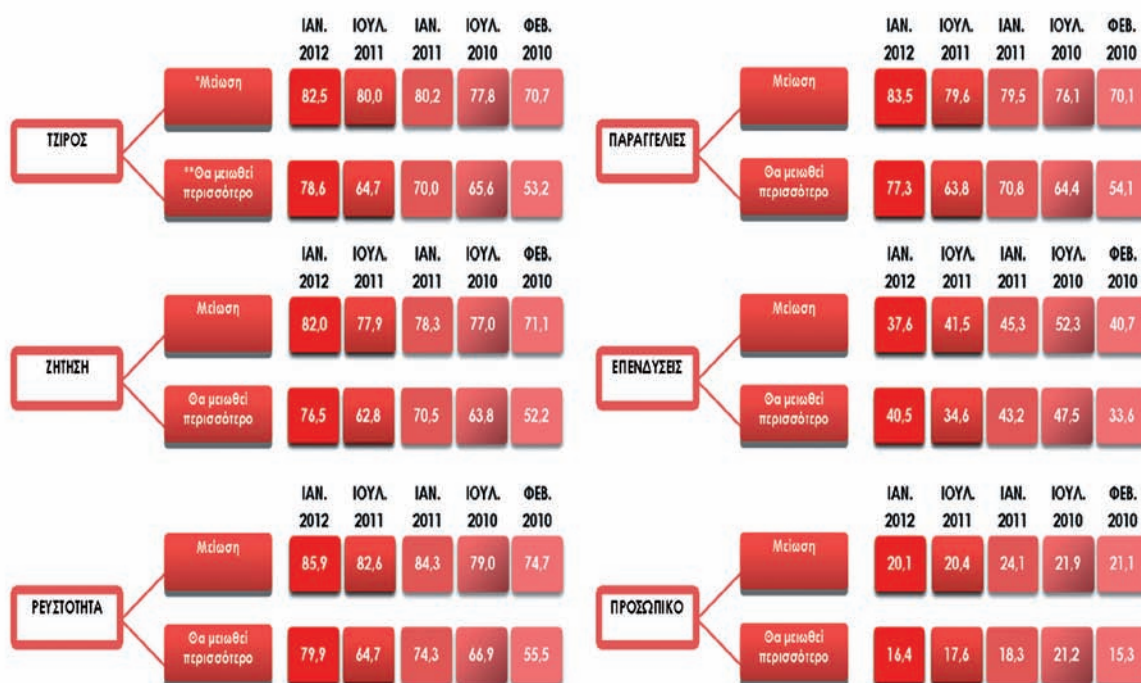 ΙΑΝ. ΙΟΥΛ. ΙΑΝ. ΙΟΥΛ. ΦΕΒ.
2012 2011 2011 2010 2010
ΤΖΙΡΟΣ
*Μείωση
82,5 80,0 80,2 77,8 70,7
**Θα μειωθεί
περισσότερο
78,6 64,7 70,0 65,6 53,2
ΙΑΝ. ΙΟΥΛ. ΙΑΝ. ΙΟΥΛ. ΦΕΒ.
2012 2011 2011 2010 2010
ΠΑΡΑΓΓΕΛΙΕΣ
Μείωση
83,5 79,6 79,5 76,1 70,1
Θα μειωθεί
περισσότερο
77,3 63,8 70,8 64,4 54,1
ΙΑΝ. ΙΟΥΛ. ΙΑΝ. ΙΟΥΛ. ΦΕΒ.
2012 2011 2011 2010 2010
ΖΗΤΗΣΗ
Μείωση
82,0 77,9 78,3 77,0 71,1
Θα μειωθεί
περισσότερο
76,5 62,8 70,5 63,8 52,2
ΙΑΝ. ΙΟΥΛ. ΙΑΝ. ΙΟΥΛ. ΦΕΒ.
2012 2011 2011 2010 2010
ΕΠΕΝΔΥΣΕΙΣ
Μείωση
37,6 41,5 45,3 52,3 40,7
Θα μειωθεί
περισσότερο
40,5 34,6 43,2 47,5 33,6
ΙΑΝ. ΙΟΥΛ. ΙΑΝ. ΙΟΥΛ. ΦΕΒ.
2012 2011 2011 2010 2010
ΡΕΥΣΤΟΤΗΤΑ
Μείωση
85,9 82,6 84,3 79,0 74,7
Θα μειωθεί
περισσότερο
79,9 64,7 74,3 66,9 55,5
ΙΑΝ. ΙΟΥΛ. ΙΑΝ. ΙΟΥΛ. ΦΕΒ.
2012 2011 2011 2010 2010
ΠΡΟΣΩΠΙΚΟ
Μείωση
20,1 20,4 24,1 21,9 21,1
Θα μειωθεί
περισσότερο
16,4 17,6 18,3 21,2 15,3